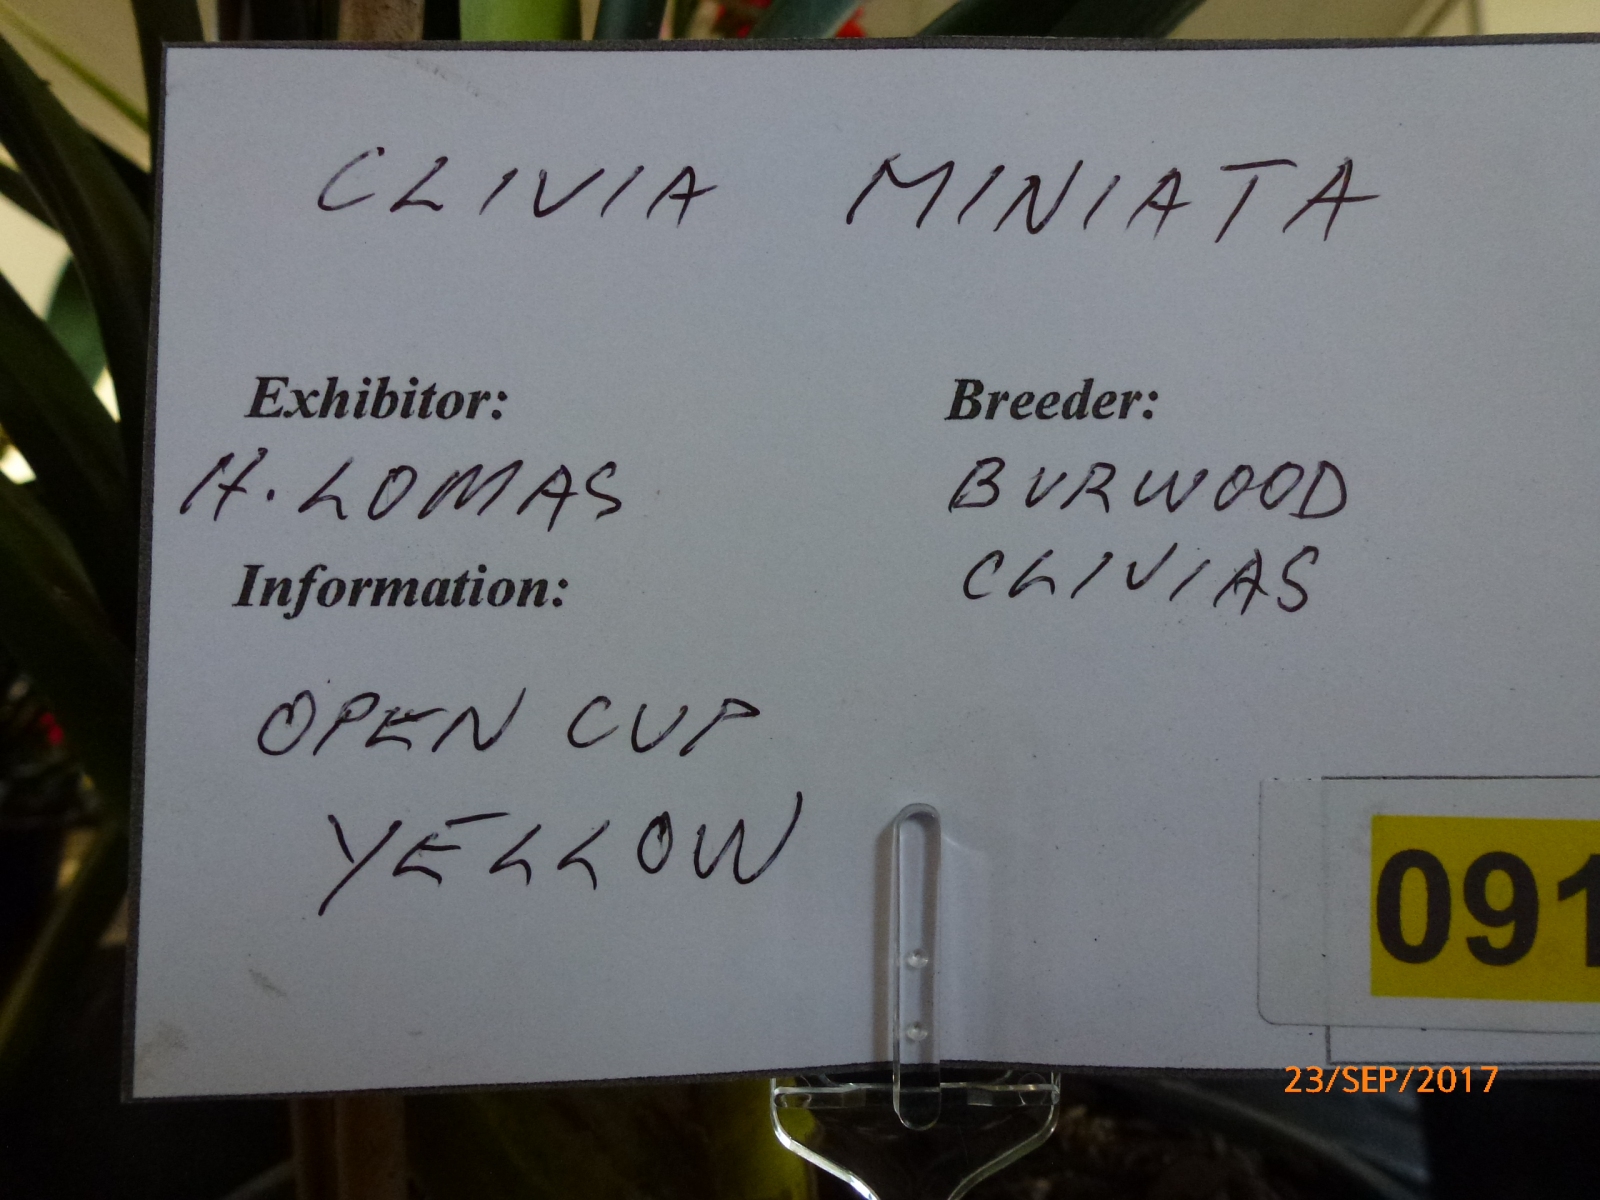 CLIVIA MINIATA
Exhibitor:
H. LOMAS
Breeder:
BURWOOD
CLIVIAS
Information:
OPEN CUP
YELLOW
091
23/SEP/2017